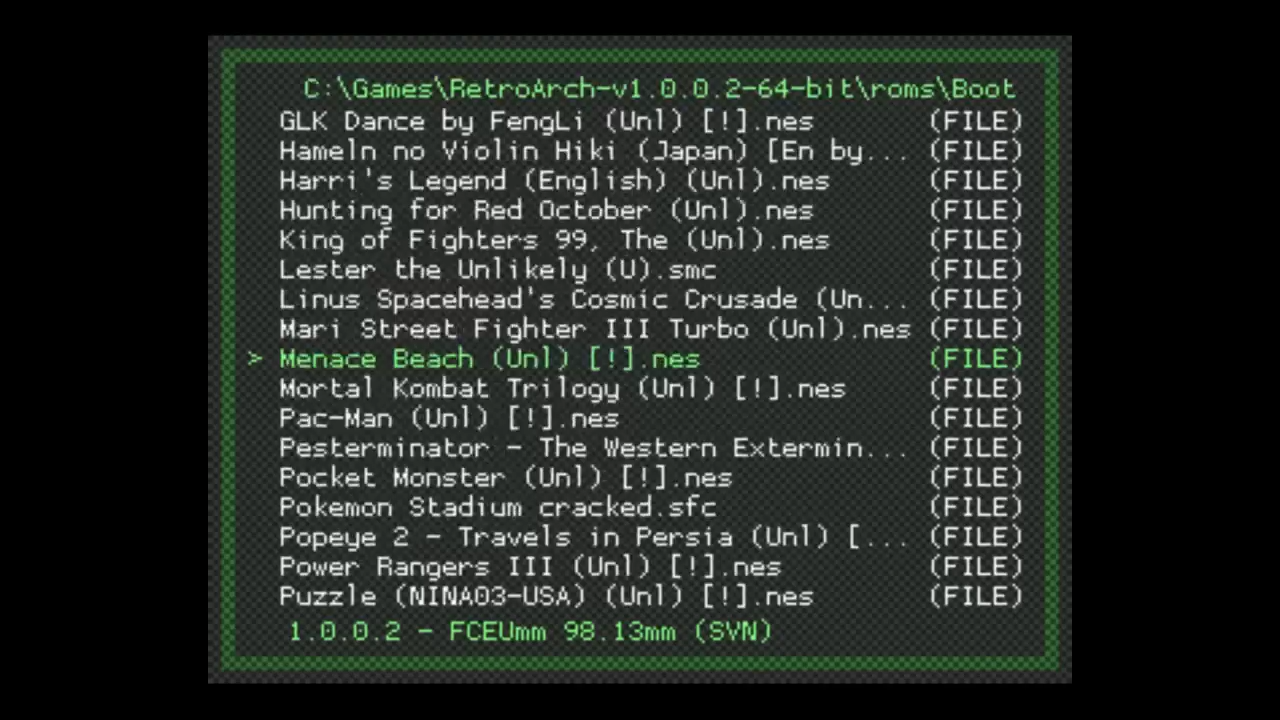 C:\Games\RetroArch-v1.0.0.2-64-bit\roms\Boot
GLK Dance by FengLi (Unl) [!].nes (FILE)
Hameln no Violin Hiki (Japan) [En by... (FILE)
Harri's Legend (English) (Unl).nes (FILE)
Hunting for Red October (Unl).nes (FILE)
King of Fighters 99, The (Unl).nes (FILE)
Lester the Unlikely (U).smc (FILE)
Linus Spacehead's Cosmic Crusade (Un... (FILE)
Mari Street Fighter III Turbo (Unl).nes (FILE)
> Menace Beach (Unl) [!].nes (FILE)
Mortal Kombat Trilogy (Unl) [!].nes (FILE)
Pac-Man (Unl) [!].nes (FILE)
Pesterminator - The Western Extermin... (FILE)
Pocket Monster (Unl) [!].nes (FILE)
Pokemon Stadium cracked.sfc (FILE)
Popeye 2 - Travels in Persia (Unl) [... (FILE)
Power Rangers III (Unl) [!].nes (FILE)
Puzzle (NINA03-USA) (Unl) [!].nes (FILE)
1.0.0.2 - FCEUmm 98.13mm (SVN)